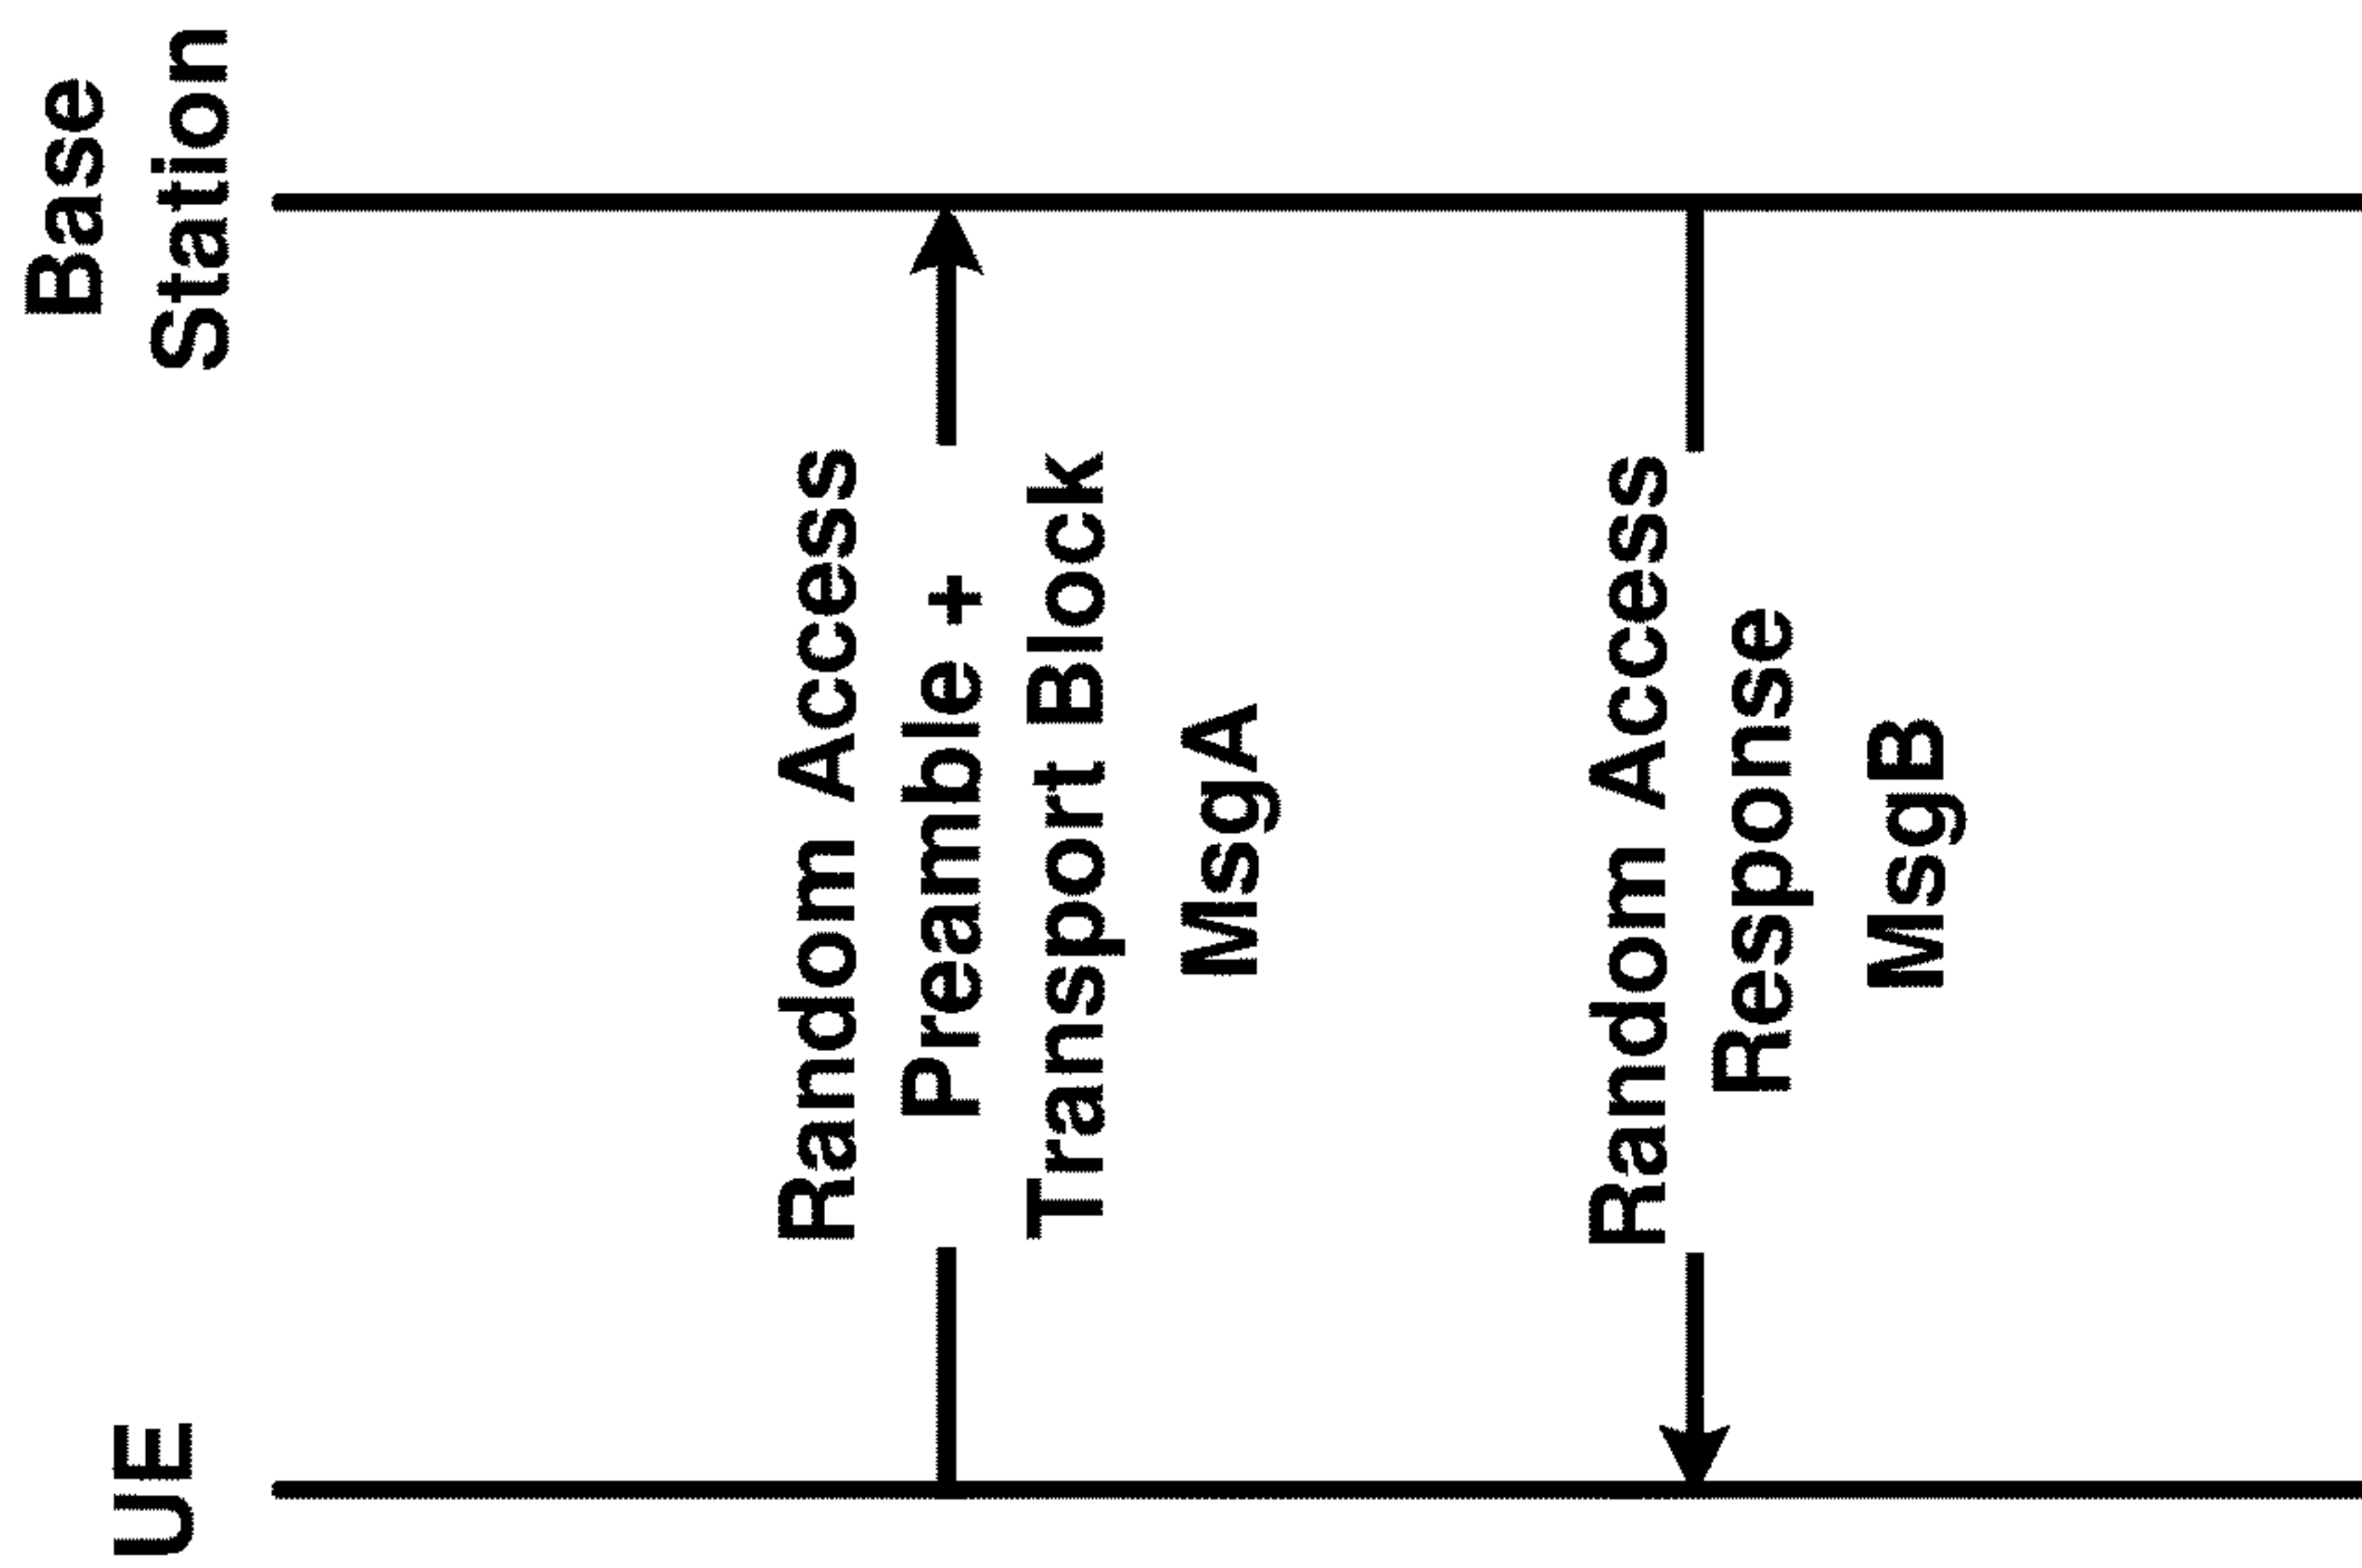 UE
Base
Station
Random Access
Preamble +
Transport Block
MsgA
Random Access
Response
MsgB